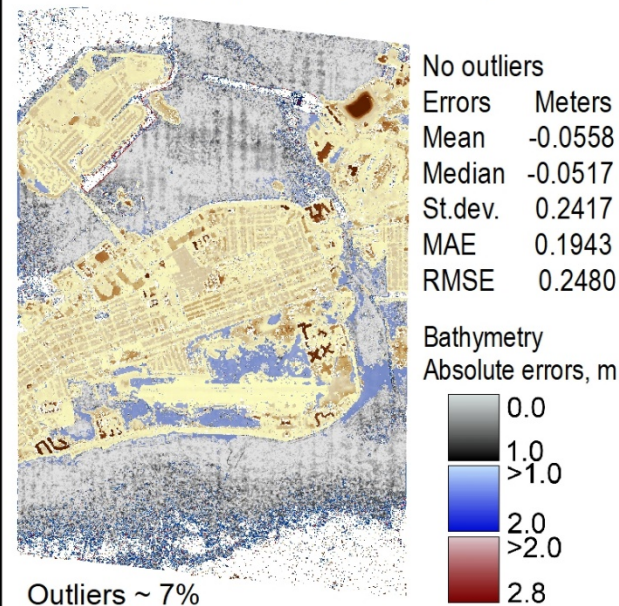 No outliers
Errors Meters
Mean -0.0558
Median -0.0517
St.dev. 0.2417
MAE 0.1943
RMSE 0.2480
Bathymetry
Absolute errors, m
0.0
1.0
>1.0
2.0
>2.0
2.8
Outliers ~ 7%